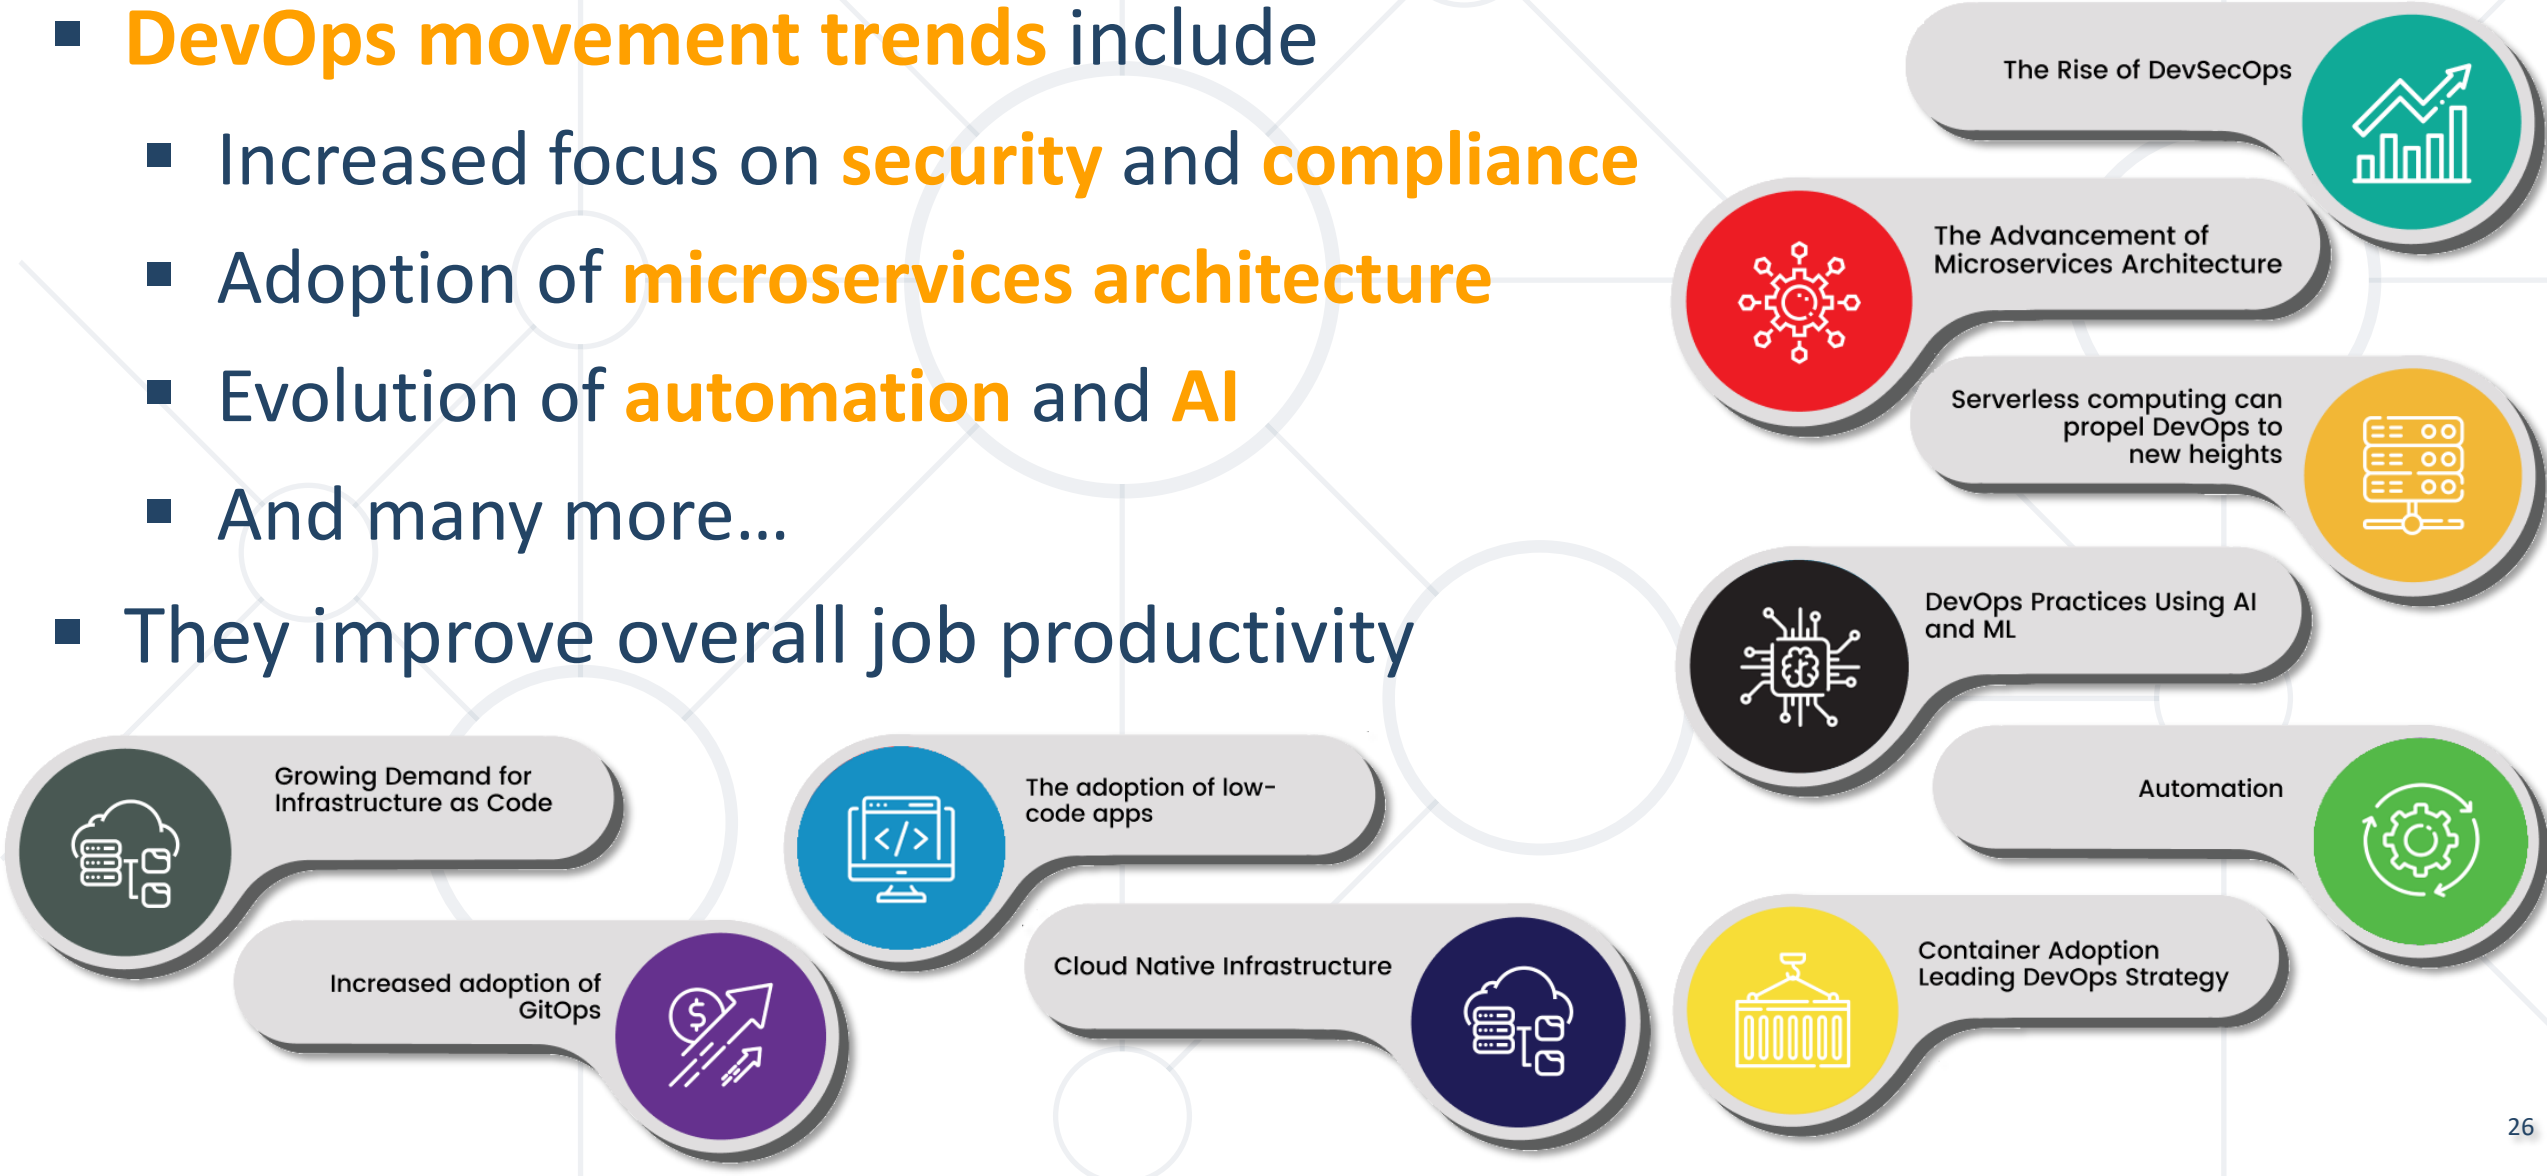 DevOps movement trends include
Increased focus on security and compliance
Adoption of microservices architecture
Evolution of automation and AI
And many more…
They improve overall job productivity
The Rise of DevSecOps
The Advancement of
Microservices Architecture
Serverless computing can
propel DevOps to
new heights
DevOps Practices Using AI
and ML
Automation
Container Adoption
Leading DevOps Strategy
Growing Demand for
Infrastructure as Code
Increased adoption of
GitOps
The adoption of low-
code apps
</>
Cloud Native Infrastructure
$
26